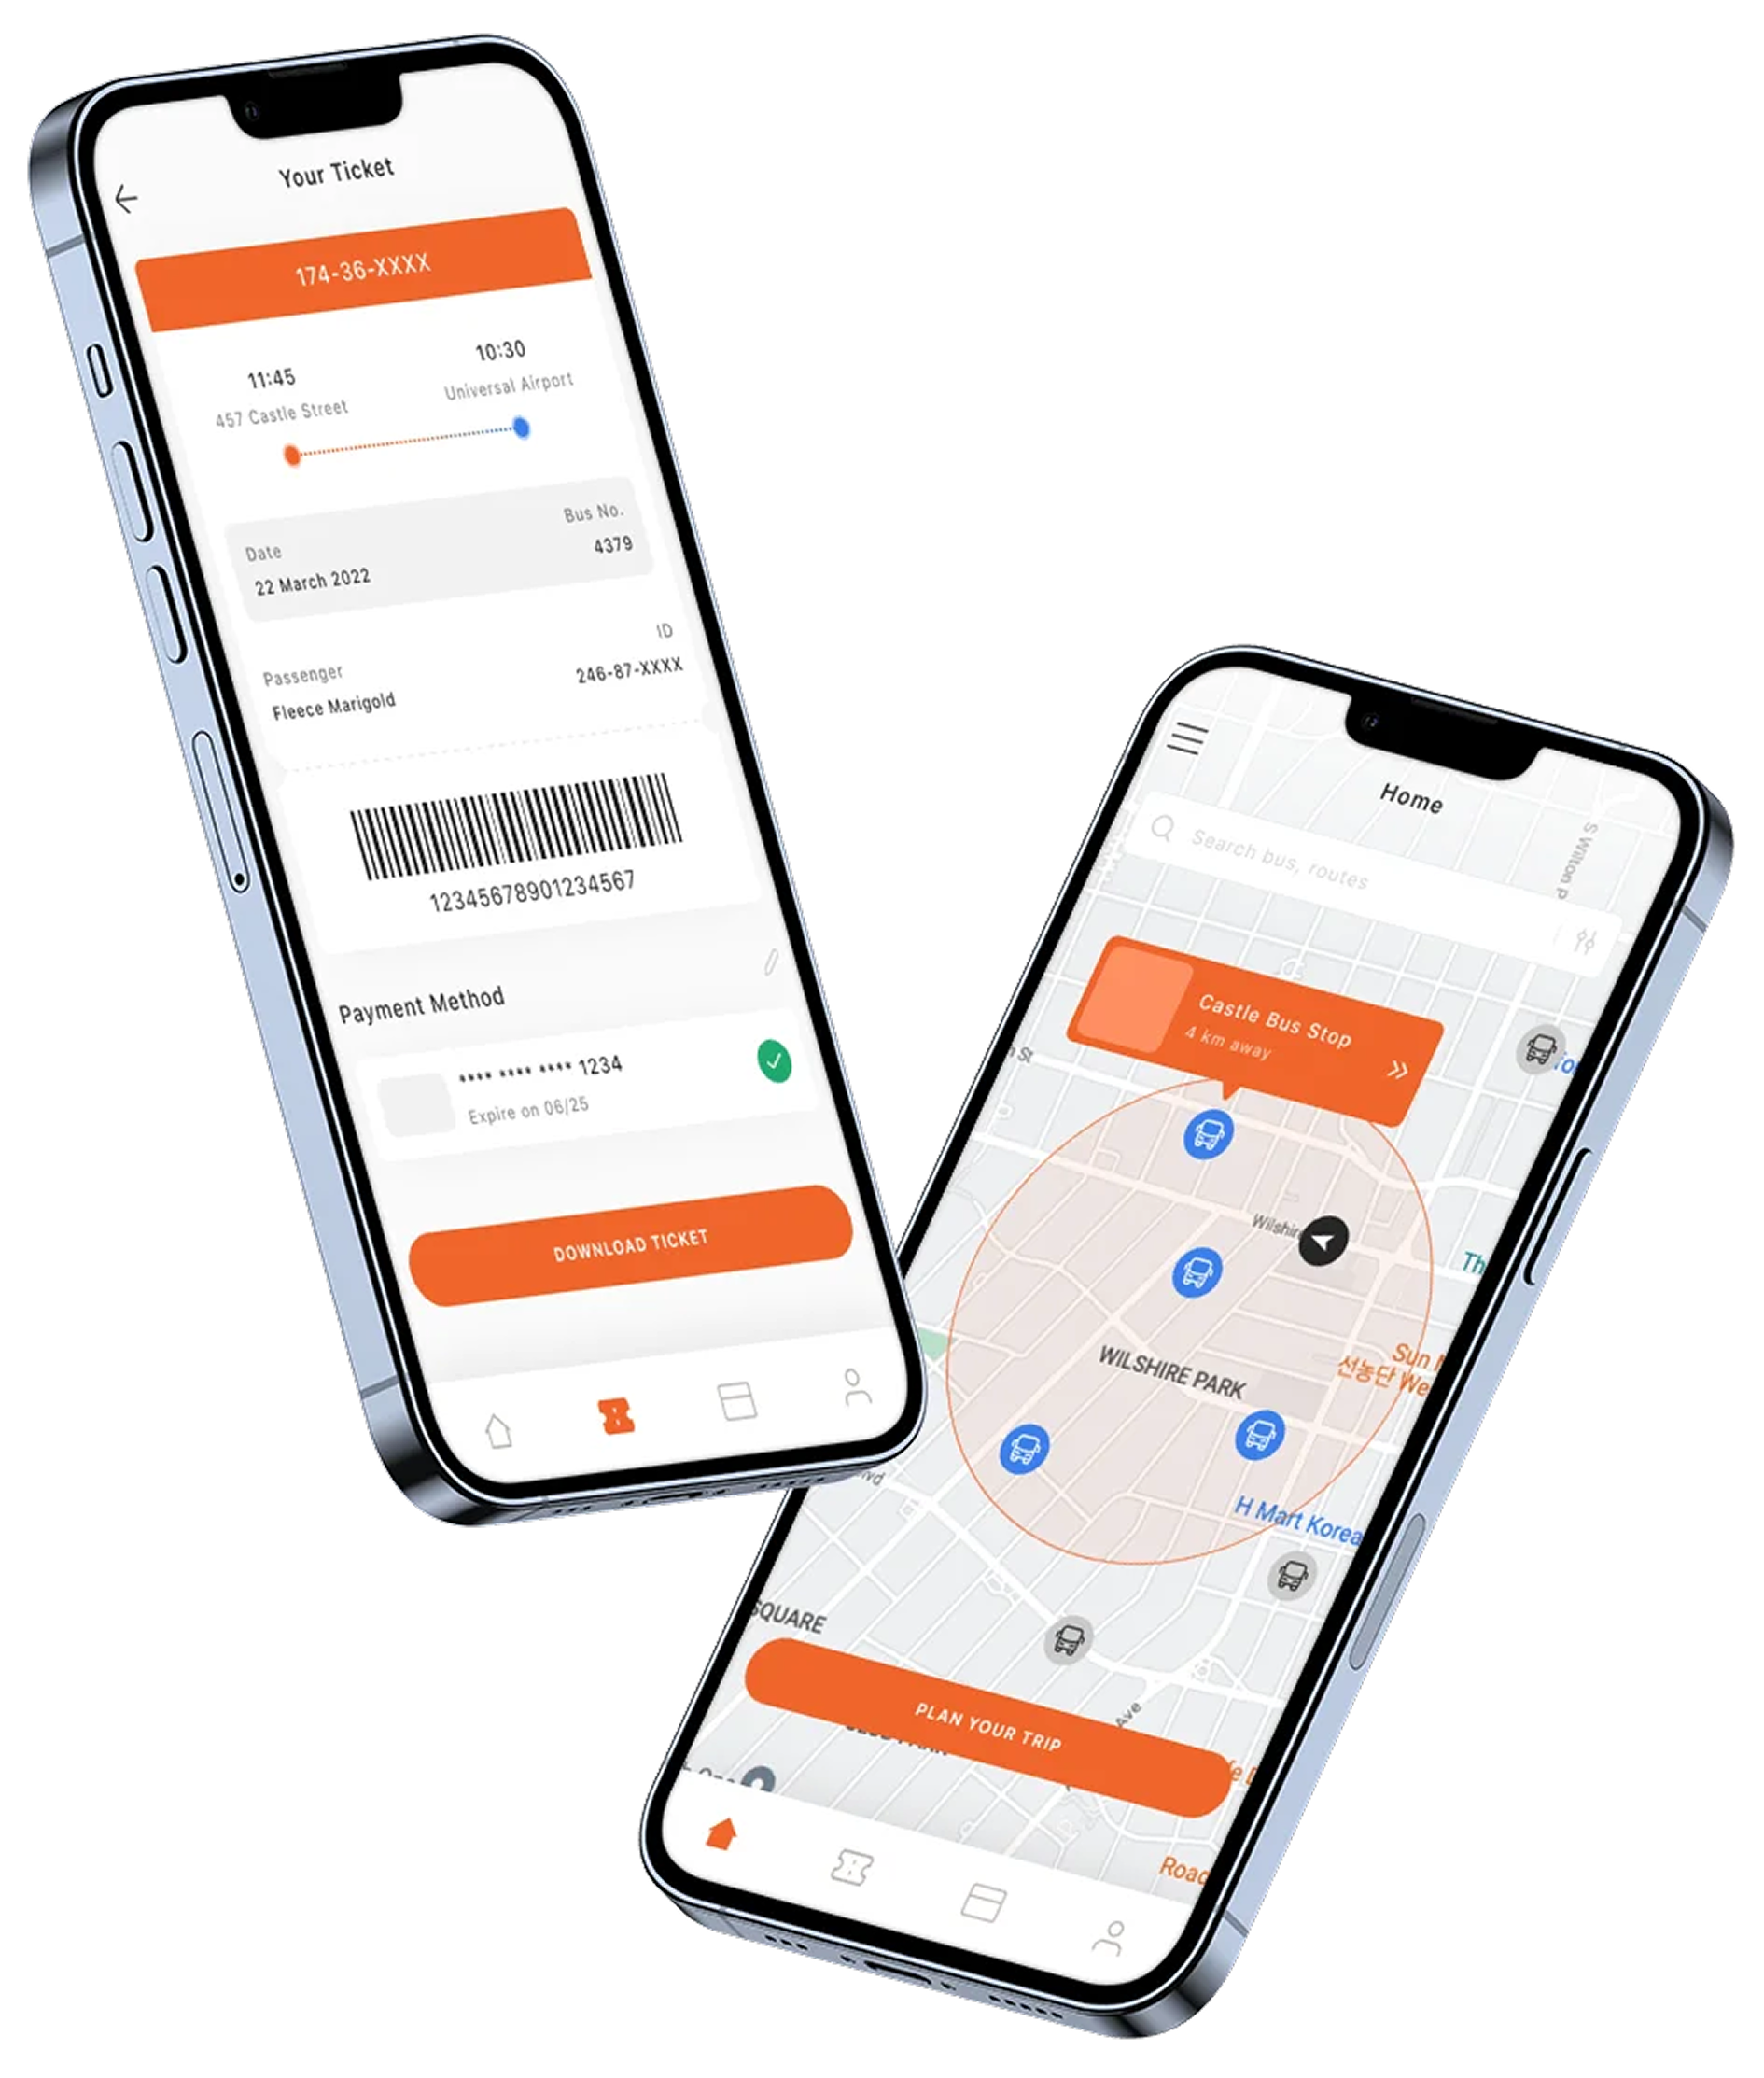 Your Ticket
174-36-XXXX
11:45
457 Castle Street
10:30
Universal Airport
Date
22 March 2022
Bus No.
4379
Passenger
Fleece Marigold
ID
246-87-XXXX
12345678901234567
Payment Method
**** **** **** 1234
Expire on 06/25
DOWNLOAD TICKET
Home
Search bus, routes
S Wilton P
Castle Bus Stop
4 km away
St
Wilshire
Th
WILSHIRE PARK
Sun
선농단 We
H Mart Korea
SQUARE
Ave
PLAN YOUR TRIP
Road